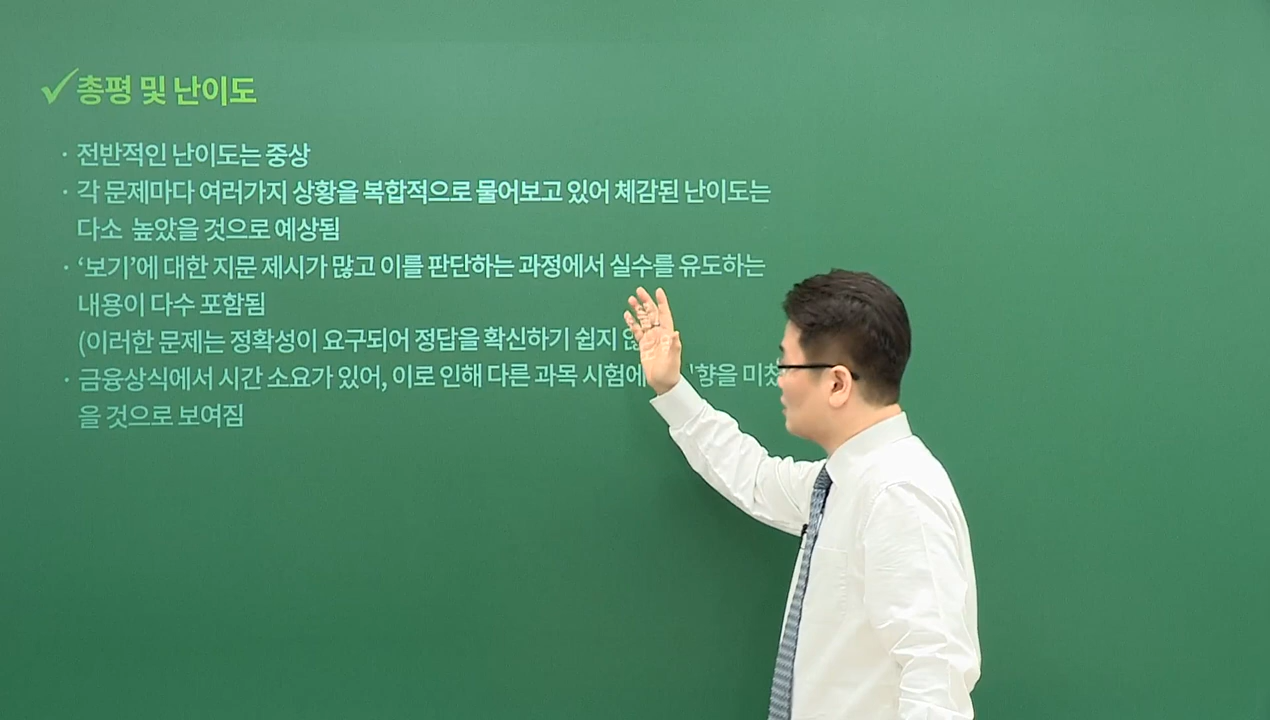 총평 및 난이도
· 전반적인 난이도는 중상
· 각 문제마다 여러가지 상황을 복합적으로 물어보고 있어 체감된 난이도는
다소 높았을 것으로 예상됨
· ‘보기’에 대한 지문 제시가 많고 이를 판단하는 과정에서 실수를 유도하는
내용이 다수 포함됨
(이러한 문제는 정확성이 요구되어 정답을 확신하기 쉽지
· 금융상식에서 시간 소요가 있어, 이로 인해 다른 과목 시험에
을 것으로 보여짐